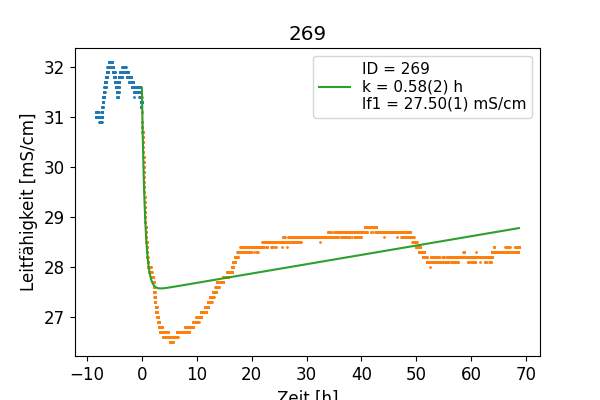 269
Leitfähigkeit [mS/cm]
32
31
30
29
28
27
ID = 269
k = 0.58(2) h
lf1 = 27.50(1) mS/cm
−10 0 10 20 30 40 50 60 70
Zeit [h]